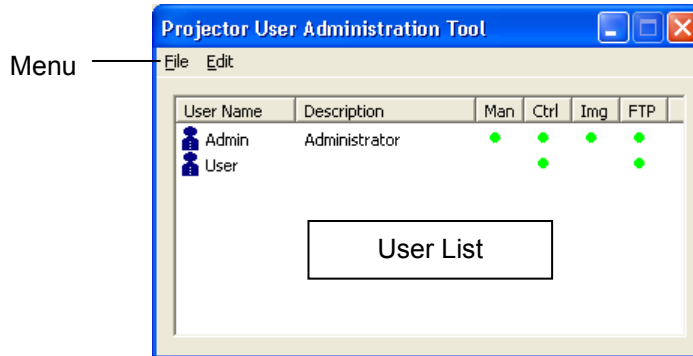 Projector User Administration Tool
Menu
File Edit
User Name Description Man Ctrl Img FTP
Admin Administrator
User
User List